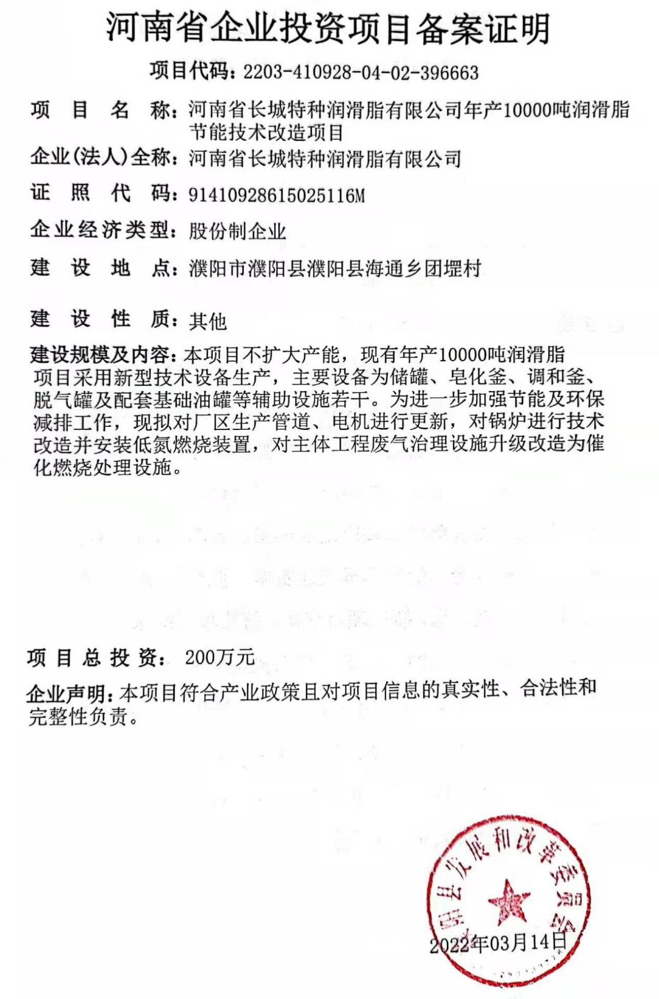 河南省企业投资项目备案证明
项目代码：2203-410928-04-02-396663
项目名称：河南省长城特种润滑脂有限公司年产10000吨润滑脂
节能技术改造项目
企业(法人)全称：河南省长城特种润滑脂有限公司
证照代码：91410928615025116M
企业经济类型：股份制企业
建设地点：濮阳市濮阳县濮阳县海通乡团堽村
建设性质：其他
建设规模及内容：本项目不扩大产能，现有年产10000吨润滑脂
项目采用新型技术设备生产，主要设备为储罐、皂化釜、调和釜、
脱气罐及配套基础油罐等辅助设施若干。为进一步加强节能及环保
减排工作，现拟对厂区生产管道、电机进行更新，对锅炉进行技术
改造并安装低氮燃烧装置，对主体工程废气治理设施升级改造为催
化燃烧处理设施。
项目总投资：200万元
企业声明：本项目符合产业政策且对项目信息的真实性、合法性和
完整性负责。
阳县发展和改革委员会
2022年03月14日